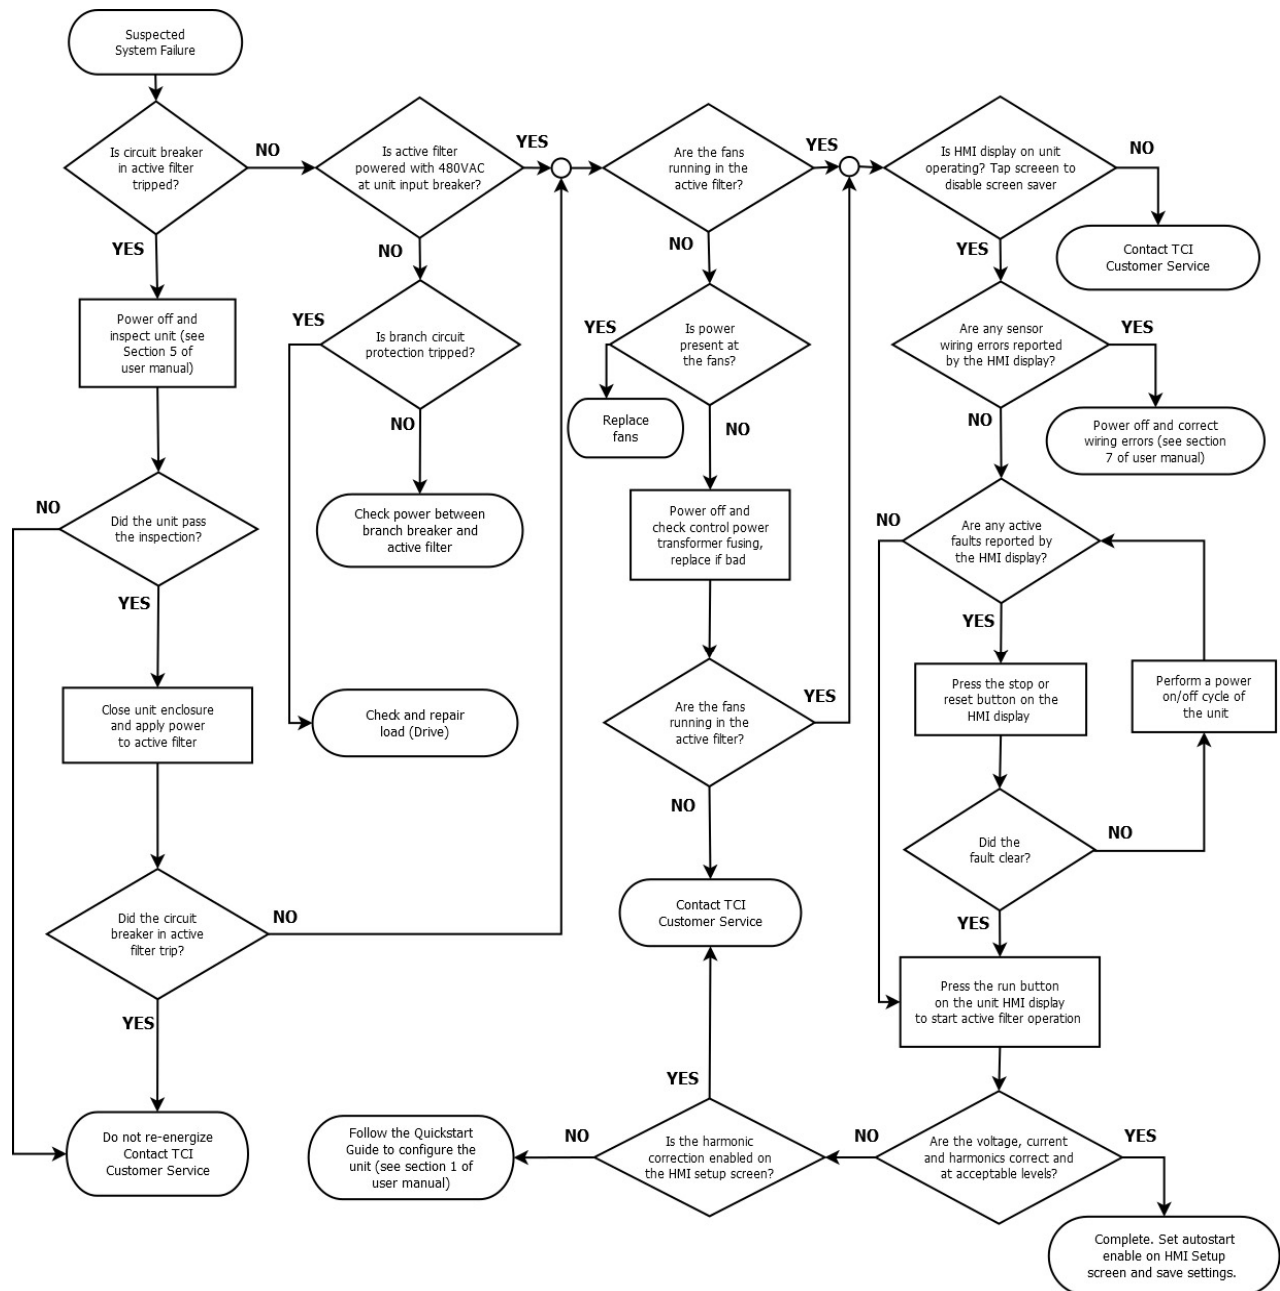 Suspected
System Failure
Is circuit breaker
in active filter
tripped?
NO
YES
Power off and
inspect unit (see
Section 5 of
user manual)
Did the unit pass
the inspection?
NO
YES
Close unit enclosure
and apply power
to active filter
Did the circuit
breaker in active
filter trip?
NO
YES
Do not re-energize
Contact TCI
Customer Service
Is active filter
powered with 480VAC
at unit input breaker?
YES
NO
Is branch circuit
protection tripped?
YES
NO
Check power between
branch breaker and
active filter
Check and repair
load (Drive)
Are the fans
running in the
active filter?
YES
NO
Is power
present at
the fans?
YES
Replace
fans
NO
Power off and
check control power
transformer fusing,
replace if bad
Are the fans
running in the
active filter?
YES
NO
Contact TCI
Customer Service
Is HMI display on unit
operating? Tap screeen to
disable screen saver
NO
Contact TCI
Customer Service
YES
Are any sensor
wiring errors reported
by the HMI display?
YES
Power off and correct
wiring errors (see section
7 of user manual)
NO
Are any active
faults reported by
the HMI display?
NO
YES
Press the stop or
reset button on the
HMI display
Perform a power
on/off cycle of
the unit
Did the
fault clear?
NO
YES
Press the run button
on the unit HMI display
to start active filter operation
Are the voltage, current
and harmonics correct and
at acceptable levels?
YES
Complete. Set autostart
enable on HMI Setup
screen and save settings.
NO
Is the harmonic
correction enabled on
the HMI setup screen?
YES
NO
Follow the Quickstart
Guide to configure the
unit (see section 1 of
user manual)